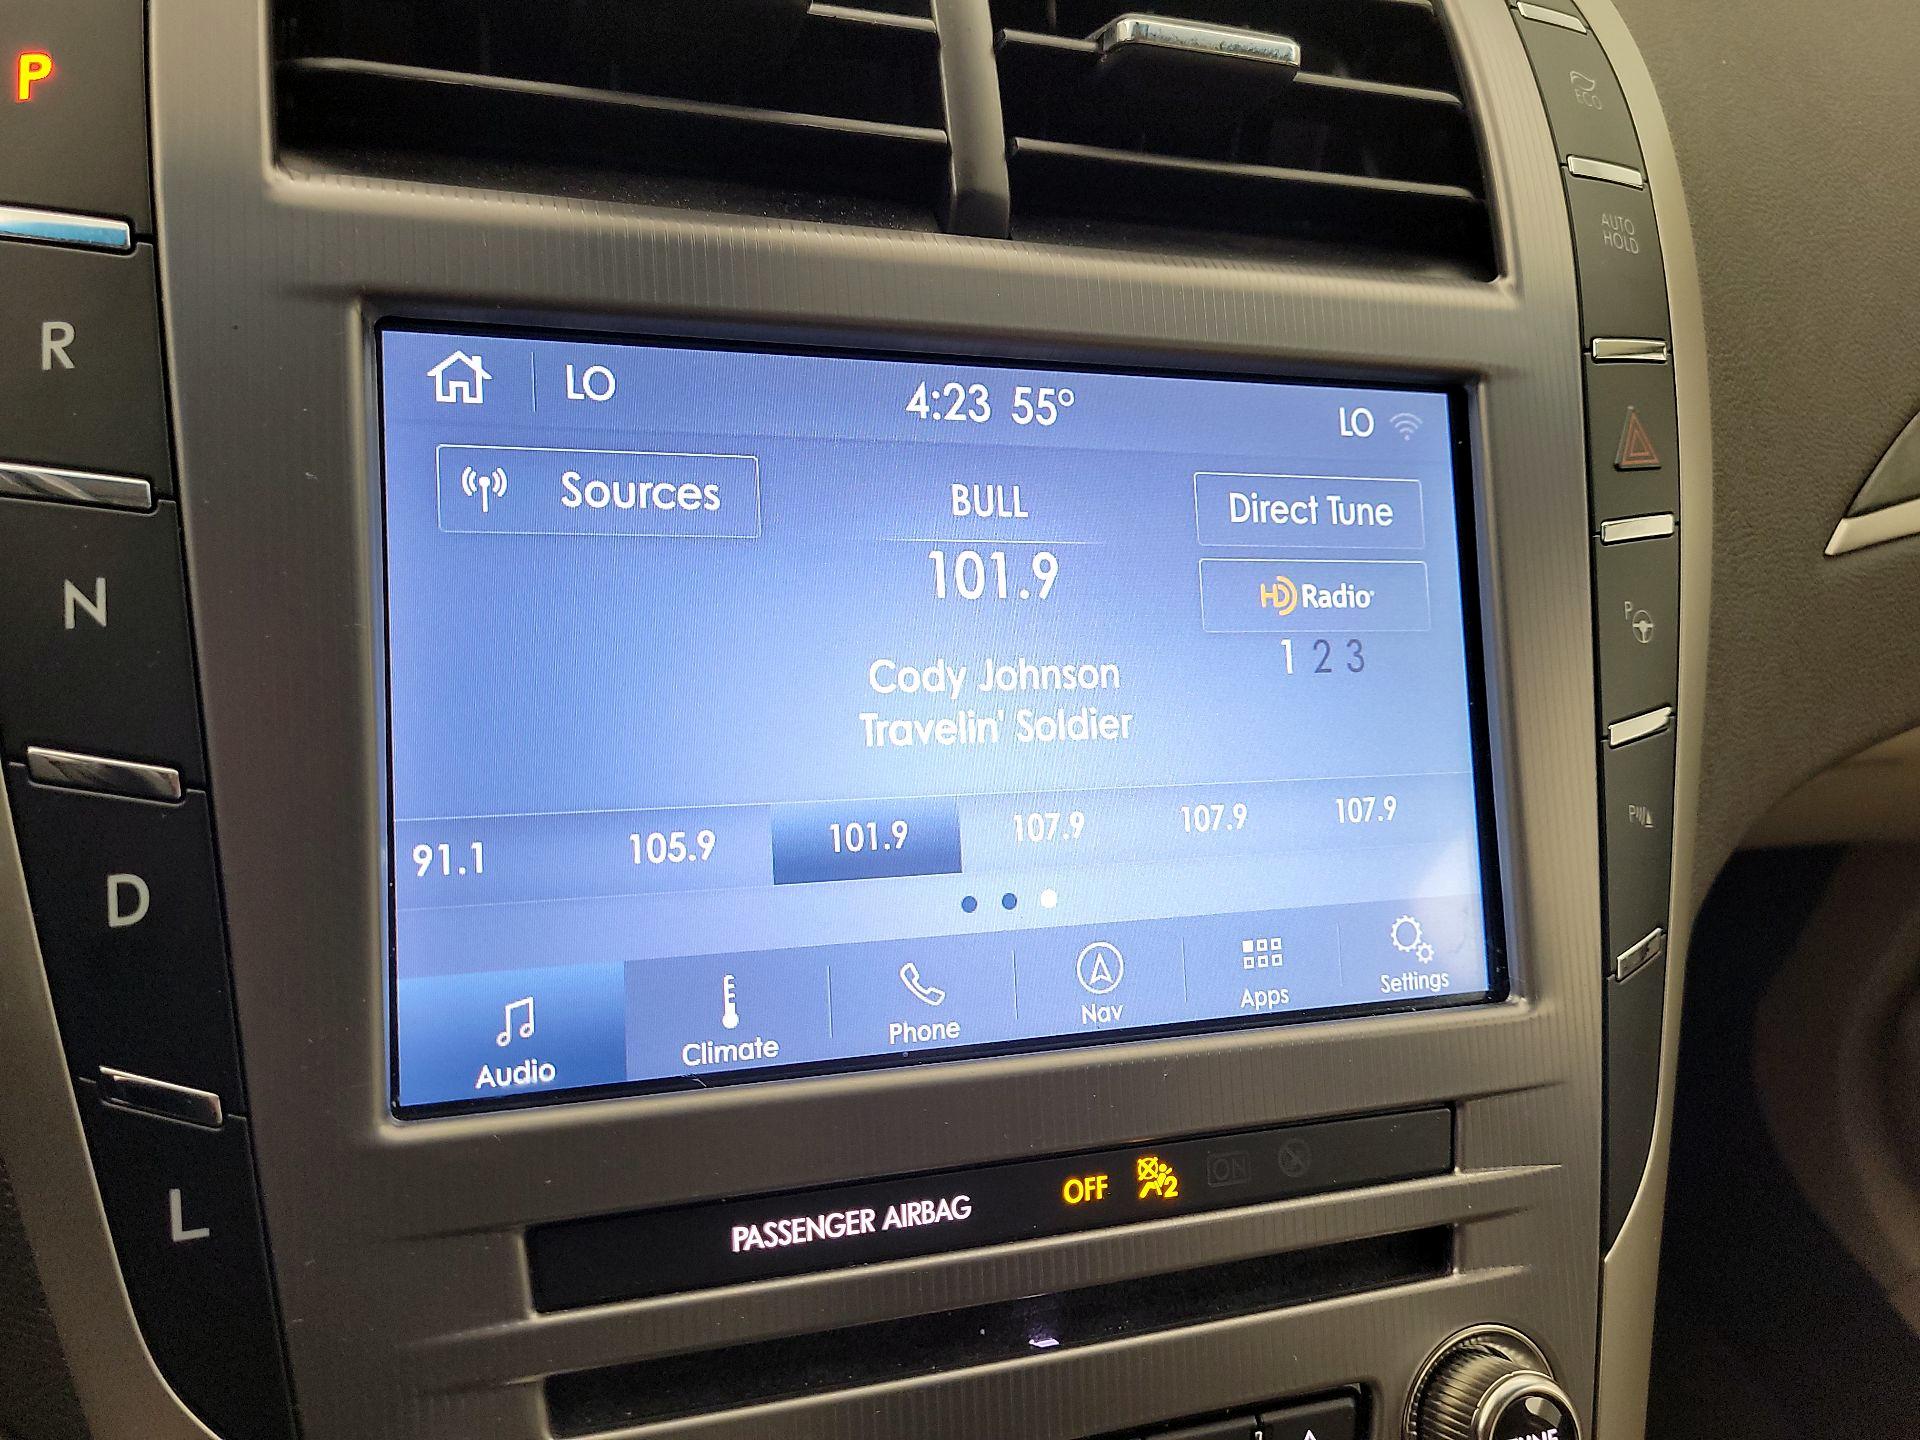 P
R
N
D
L
LO
4:23 55°
LO
Sources
BULL
Direct Tune
101.9
HD Radio
1 2 3
Cody Johnson
Travelin' Soldier
91.1 105.9 101.9 107.9 107.9 107.9
Audio
Climate
Phone
Nav
Apps
Settings
PASSENGER AIRBAG OFF 2 ON
ECO
AUTO
HOLD
P
P